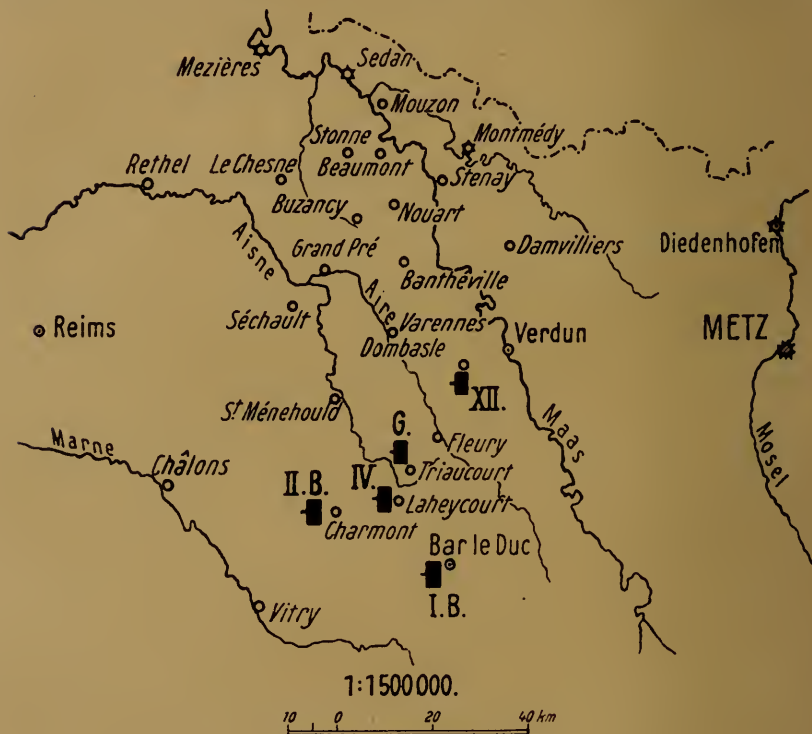 Mezières
Sedan
Mouzon
Stonne
Montmédy
Rethel
Le Chesne
Beaumont
Stenay
Buzancy
Nouart
Aisne
Grand Pré
Damvilliers
Diedenhofen
Banthéville
Aire
Séchault
Varennes
Reims
Dombasle
Verdun
METZ
XII.
St Ménehould
Maas
Mosel
G.
Fleury
Marne
Châlons
Triaucourt
II.B.
IV.
Laheycourt
Charmont
Bar le Duc
I.B.
Vitry
1:1500000.
10 0 20 40 km